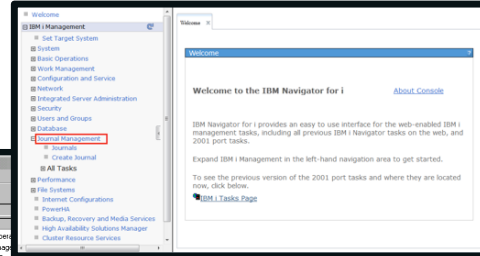 Welcome
IBM i Management
Set Target System
System
Basic Operations
Work Management
Configuration and Service
Network
Integrated Server Administration
Security
Users and Groups
Database
Journal Management
Journals
Create Journal
All Tasks
Performance
File Systems
Internet Configurations
PowerHA
Backup, Recovery and Media Services
High Availability Solutions Manager
Cluster Resource Services
Welcome
Welcome
?
Welcome to the IBM Navigator for i
About Console
IBM Navigator for i provides an easy to use interface for the web-enabled IBM i
management tasks, including all previous IBM i Navigator tasks on the web, and
2001 port tasks.
Expand IBM i Management in the left-hand navigation area to get started.
To see the previous version of the 2001 port tasks and where they are located
now, click below.
IBM i Tasks Page